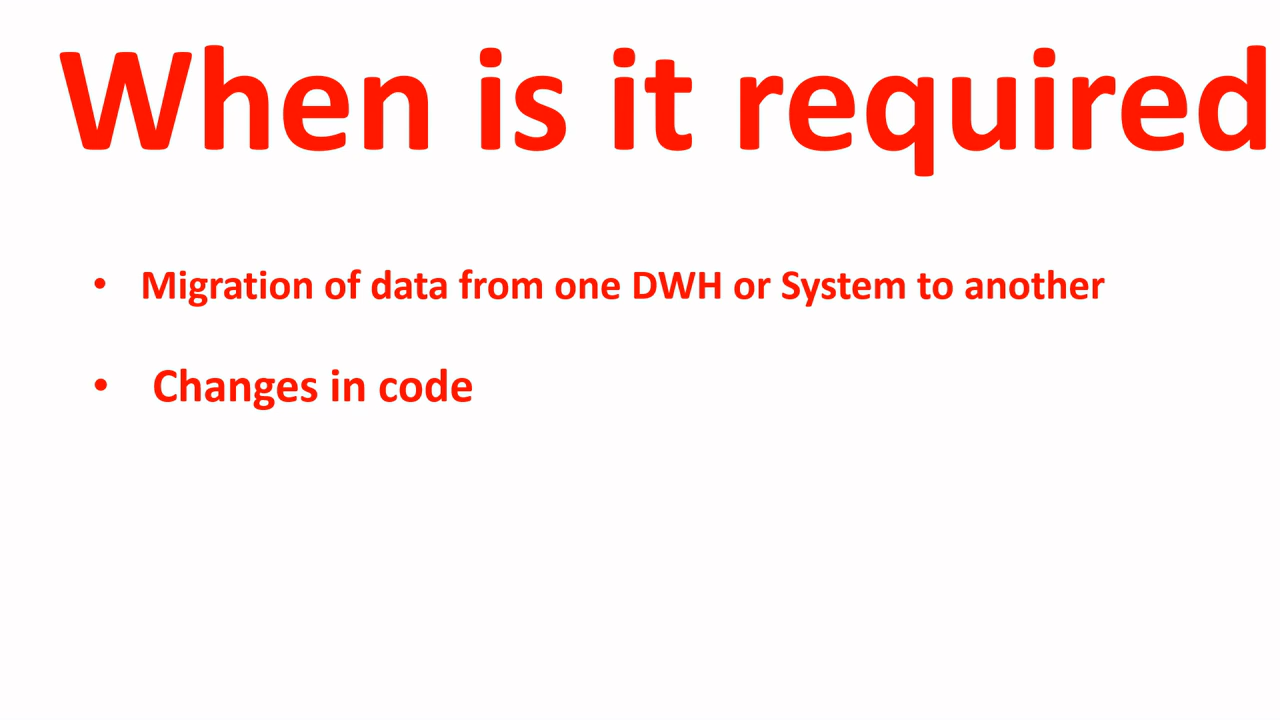 When is it required
• Migration of data from one DWH or System to another
• Changes in code